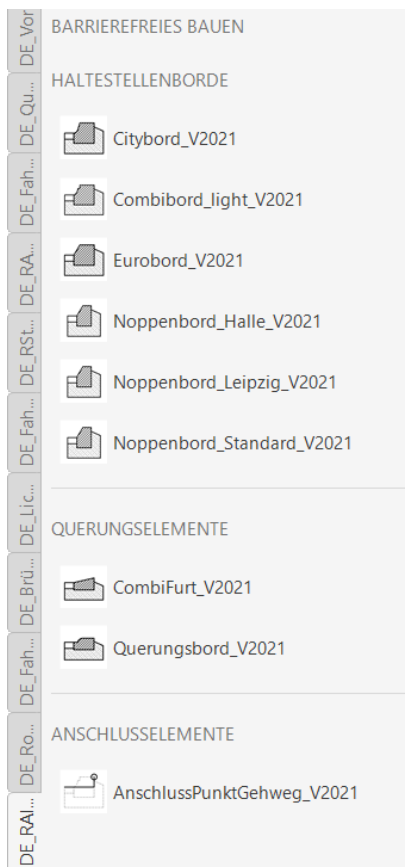 DE_Vor
DE_Qu...
DE_Fah...
DE_RA...
DE_RSt...
DE_Fah...
DE_Lic...
DE_Brü...
DE_Fah...
DE_Ro...
DE_RAl...
BARRIEREFREIES BAUEN
HALTESTELLENBORDE
Citybord_V2021
Combibord_light_V2021
Eurobord_V2021
Noppenbord_Halle_V2021
Noppenbord_Leipzig_V2021
Noppenbord_Standard_V2021
QUERUNGSELEMENTE
CombiFurt_V2021
Querungsbord_V2021
ANSCHLUSSELEMENTE
AnschlussPunktGehweg_V2021